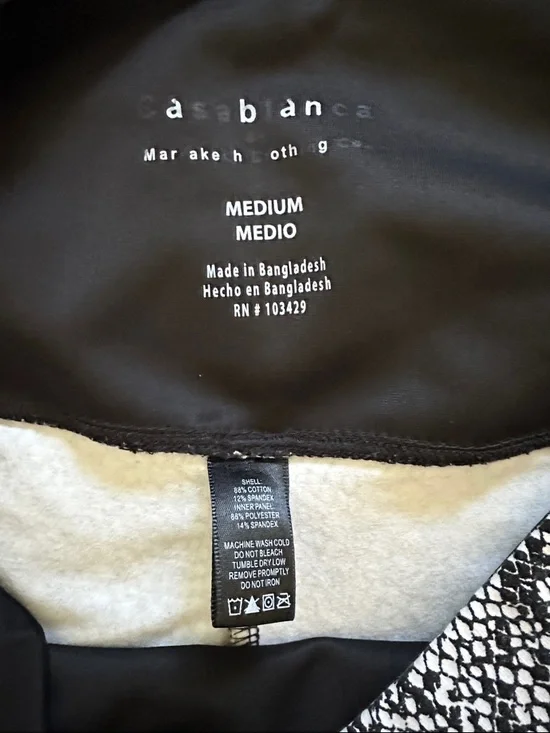 Casablanca
Marrakech Clothing Co.
MEDIUM
MEDIO
Made in Bangladesh
Hecho en Bangladesh
RN # 103429
SHELL:
88% COTTON
12% SPANDEX
INNER PANEL:
86% POLYESTER
14% SPANDEX
MACHINE WASH COLD
DO NOT BLEACH
TUMBLE DRY LOW
REMOVE PROMPTLY
DO NOT IRON